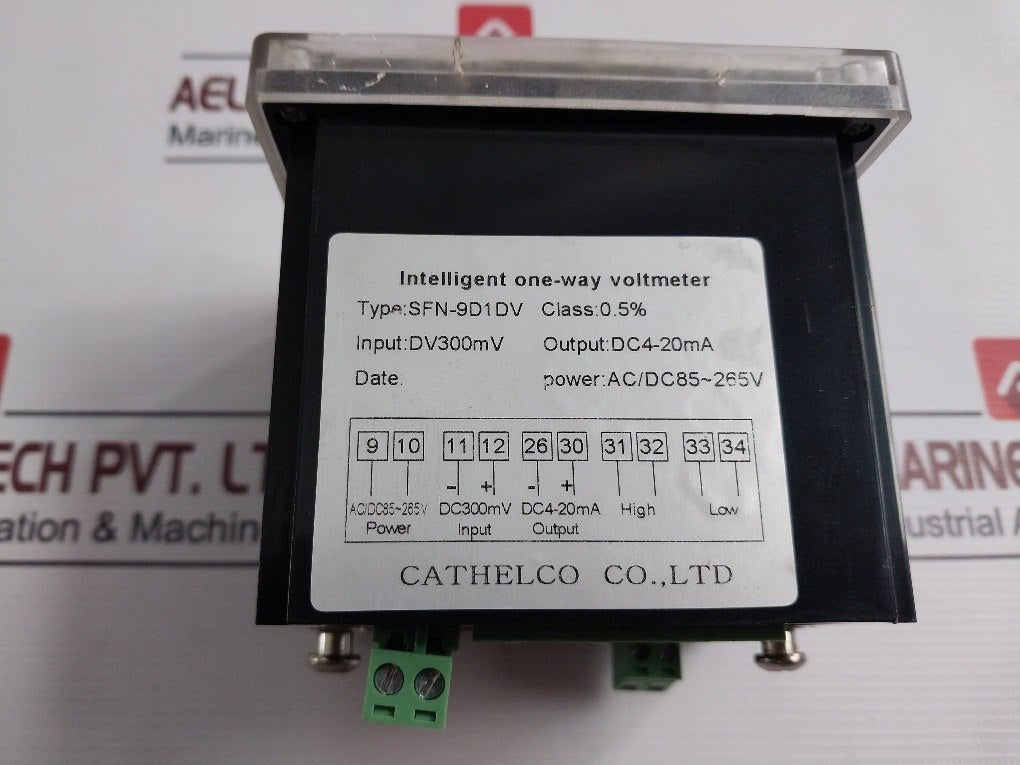 AEL
Marine
Intelligent one-way voltmeter
Type:SFN-9D1DV Class:0.5%
Input:DV300mV Output:DC4-20mA
Date: power:AC/DC85~265V
9 10 11 12 26 30 31 32 33 34
- + - +
AC/DC85~265V DC300mV DC4-20mA High Low
Power Input Output
CATHELCO CO.,LTD
ECH PVT. LT
ation & Machin
ARINE
ustrial A